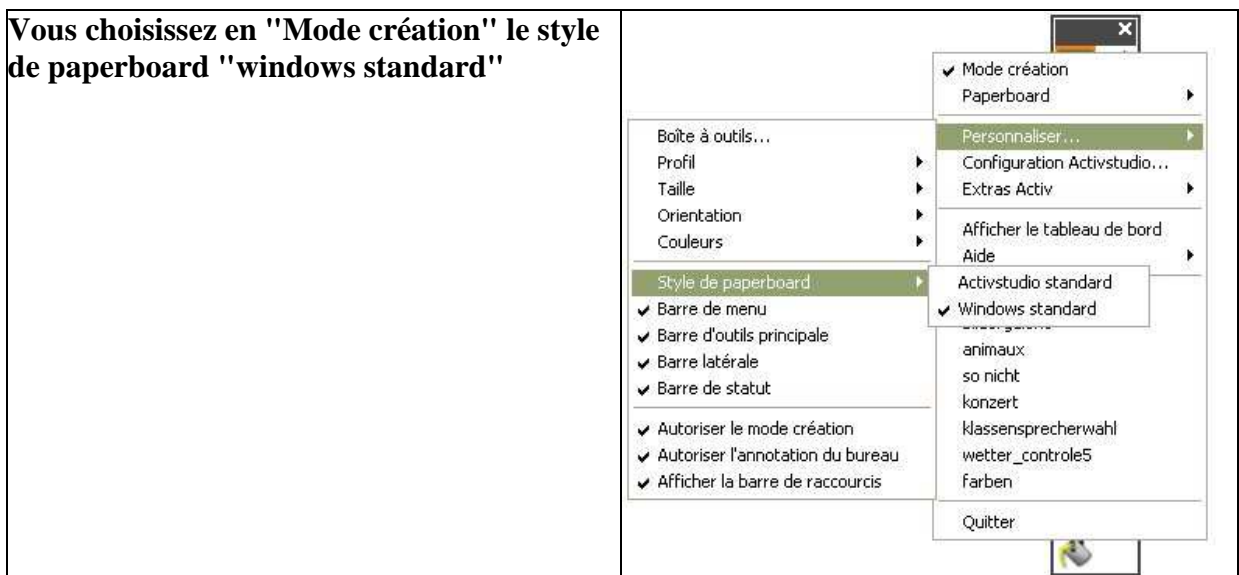 Vous choisissez en "Mode création" le style
de paperboard "windows standard"
Mode création
Paperboard
Personnaliser...
Configuration Activstudio...
Extras Activ
Afficher le tableau de bord
Aide
Boîte à outils...
Profil
Taille
Orientation
Couleurs
Style de paperboard
Barre de menu
Barre d'outils principale
Barre latérale
Barre de statut
Autoriser le mode création
Autoriser l'annotation du bureau
Afficher la barre de raccourcis
Activstudio standard
Windows standard
animaux
so nicht
konzert
klassensprecherwahl
wetter_controle5
farben
Quitter